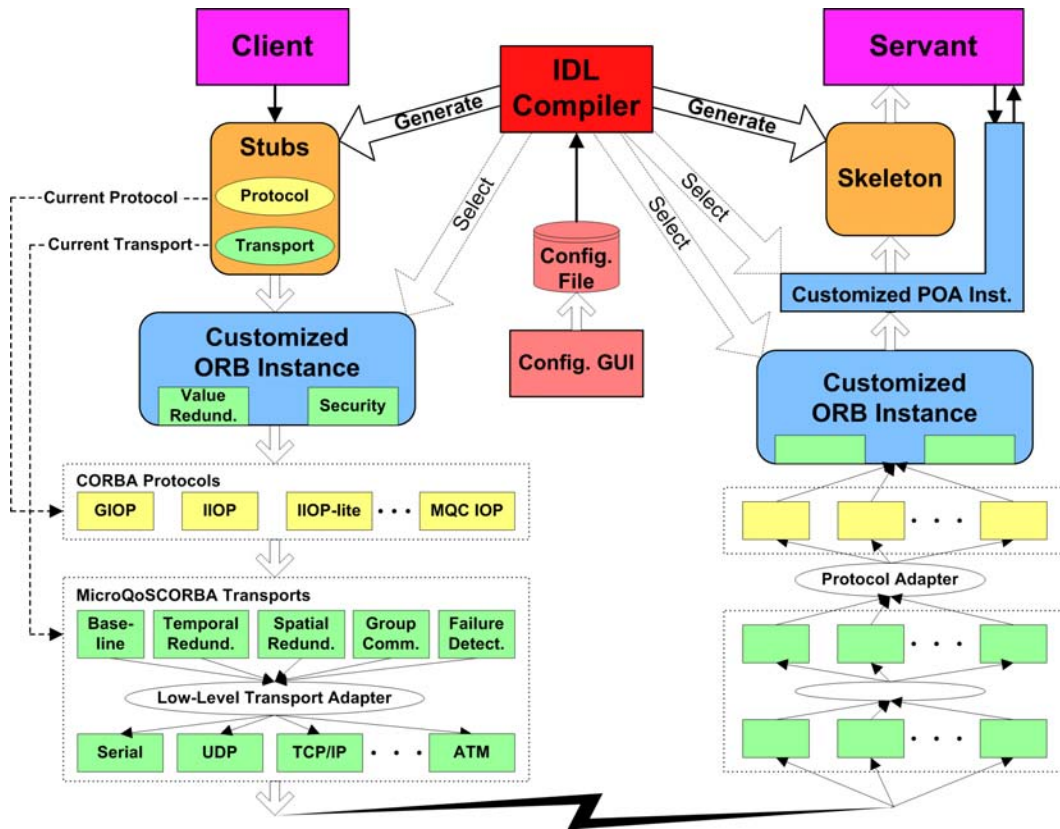 Client
IDL
Compiler
Servant
Generate
Generate
Stubs
Protocol
Transport
Current Protocol
Current Transport
Select
Select
Select
Skeleton
Config.
File
Config. GUI
Customized POA Inst.
Customized
ORB Instance
Value
Redund.
Security
Customized
ORB Instance
CORBA Protocols
GIOP
IIOP
IIOP-lite
• • •
MQC IOP
• • •
Protocol Adapter
MicroQoSCORBA Transports
Base-
line
Temporal
Redund.
Spatial
Redund.
Group
Comm.
Failure
Detect.
• • •
Low-Level Transport Adapter
Serial
UDP
TCP/IP
• • •
ATM
• • •